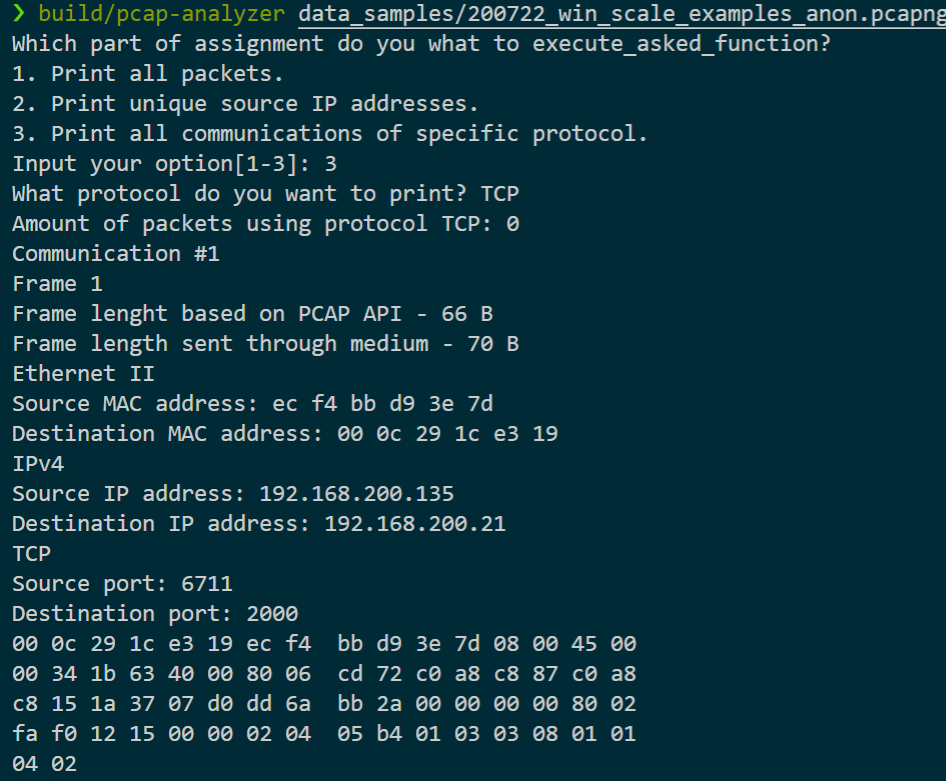 ❯ build/pcap-analyzer data_samples/200722_win_scale_examples_anon.pcapng
Which part of assignment do you what to execute_asked_function?
1. Print all packets.
2. Print unique source IP addresses.
3. Print all communications of specific protocol.
Input your option[1-3]: 3
What protocol do you want to print? TCP
Amount of packets using protocol TCP: 0
Communication #1
Frame 1
Frame lenght based on PCAP API - 66 B
Frame length sent through medium - 70 B
Ethernet II
Source MAC address: ec f4 bb d9 3e 7d
Destination MAC address: 00 0c 29 1c e3 19
IPv4
Source IP address: 192.168.200.135
Destination IP address: 192.168.200.21
TCP
Source port: 6711
Destination port: 2000
00 0c 29 1c e3 19 ec f4  bb d9 3e 7d 08 00 45 00
00 34 1b 63 40 00 80 06  cd 72 c0 a8 c8 87 c0 a8
c8 15 1a 37 07 d0 dd 6a  bb 2a 00 00 00 00 80 02
fa f0 12 15 00 00 02 04  05 b4 01 03 03 08 01 01
04 02